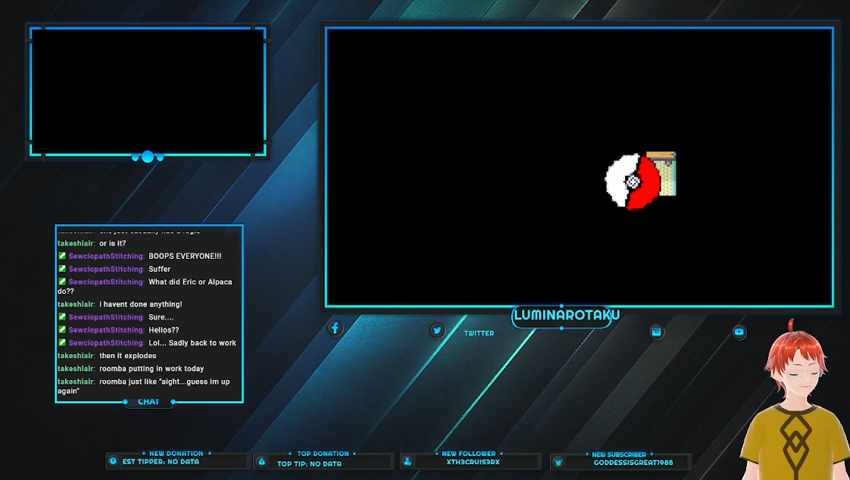 takeshiair: or is it?
SewciopathStitching: BOOPS EVERYONE!!!
SewciopathStitching: Suffer
SewciopathStitching: What did Eric or Alpaca
do??
takeshiair: i havent done anything!
SewciopathStitching: Sure....
SewciopathStitching: Helios??
SewciopathStitching: Lol... Sadly back to work
takeshiair: then it explodes
takeshiair: roomba putting in work today
takeshiair: roomba just like "aight...guess im up
again"
CHAT
LUMINAROTAKU
TWITTER
NEW DONATION
EST TIPPER: NO DATA
TOP DONATION
TOP TIP: NO DATA
NEW FOLLOWER
XTH3CRUIS3RX
NEW SUBSCRIBER
GODDESSISGREAT1988